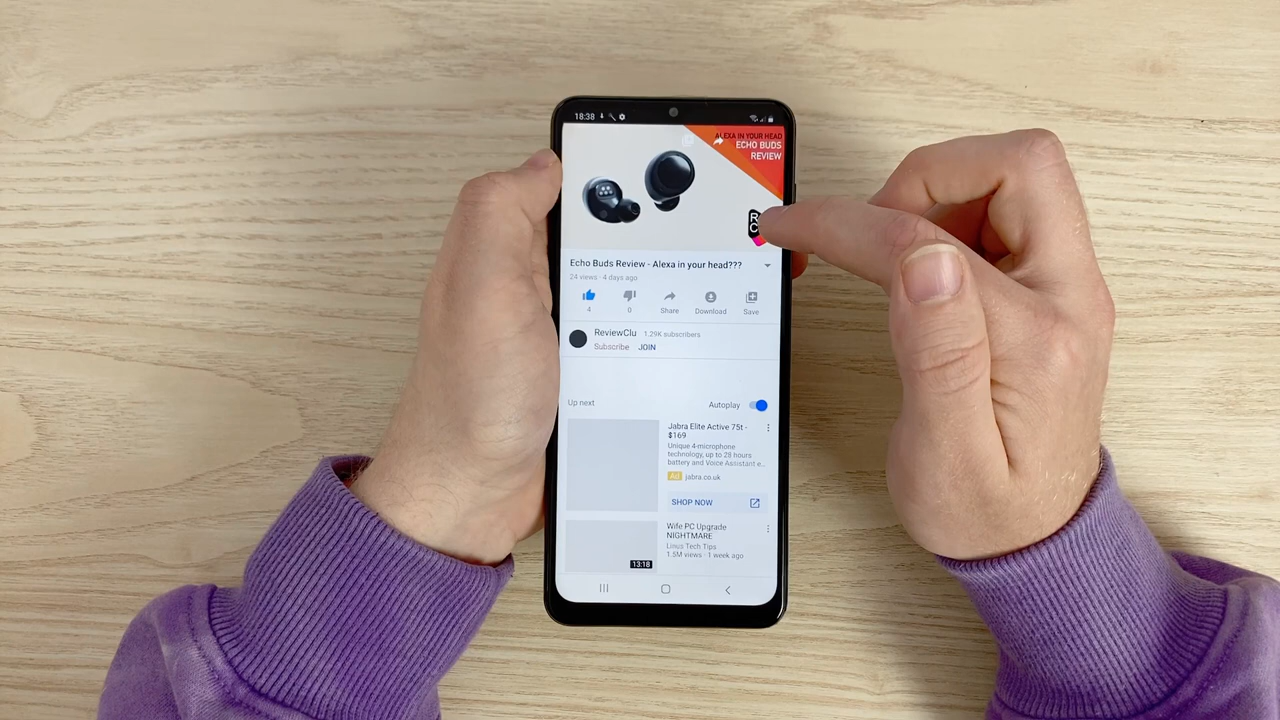 18:38
ALEXA IN YOUR HEAD
ECHO BUDS
REVIEW
R
C
Echo Buds Review - Alexa in your head???
24 views · 4 days ago
4
0
Share
Download
Save
ReviewClu
1.29K subscribers
Subscribe
JOIN
Up next
Autoplay
Jabra Elite Active 75t -
$169
Unique 4-microphone
technology, up to 28 hours
battery and Voice Assistant e...
Ad jabra.co.uk
SHOP NOW
Wife PC Upgrade
NIGHTMARE
Linus Tech Tips
1.5M views · 1 week ago
13:18